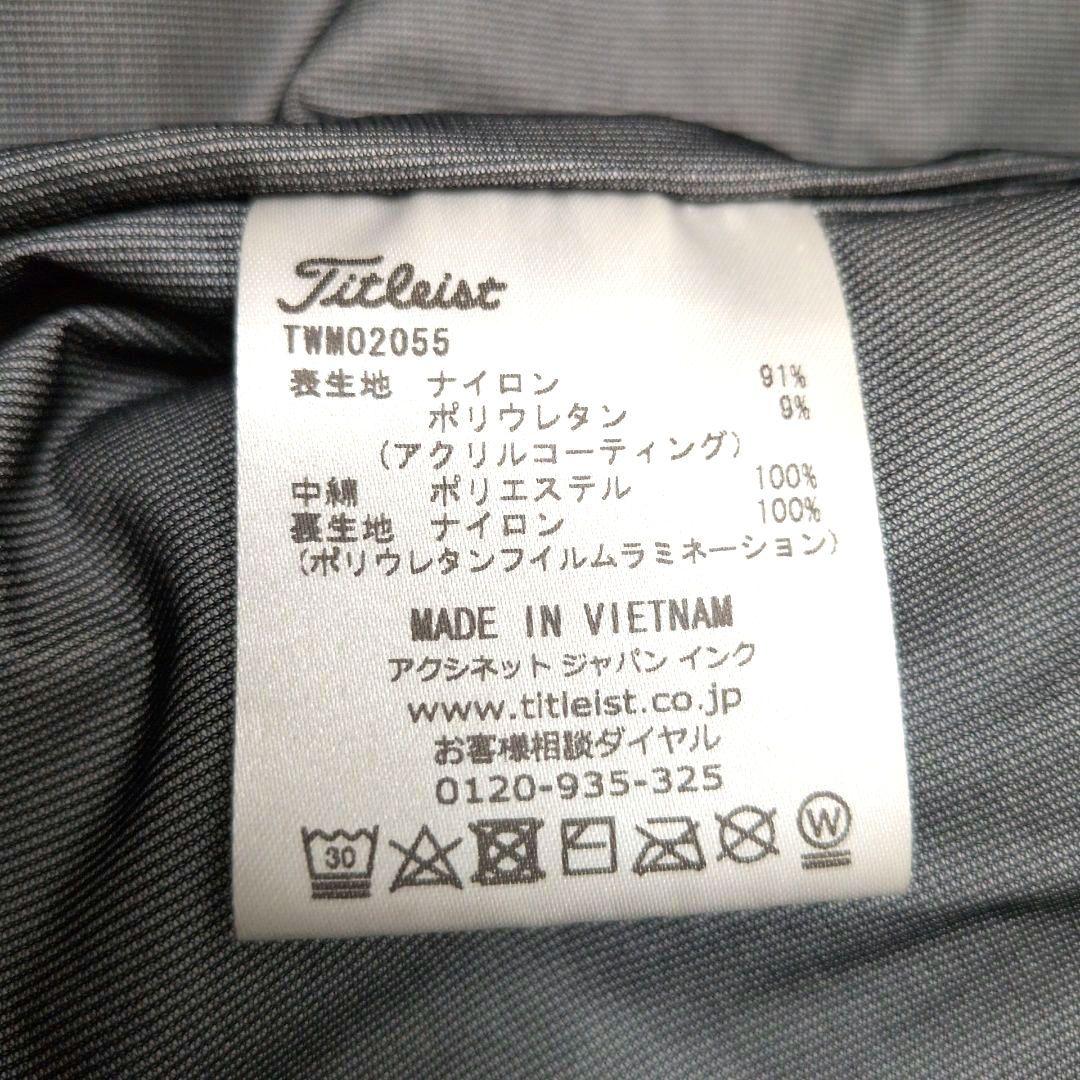 Titleist
TWM02055
表生地 ナイロン 91%
ポリウレタン 9%
(アクリルコーティング)
中綿 ポリエステル 100%
裏生地 ナイロン 100%
(ポリウレタンフイルムラミネーション)
MADE IN VIETNAM
アクシネット ジャパン インク
www.titleist.co.jp
お客様相談ダイヤル
0120-935-325
30 W